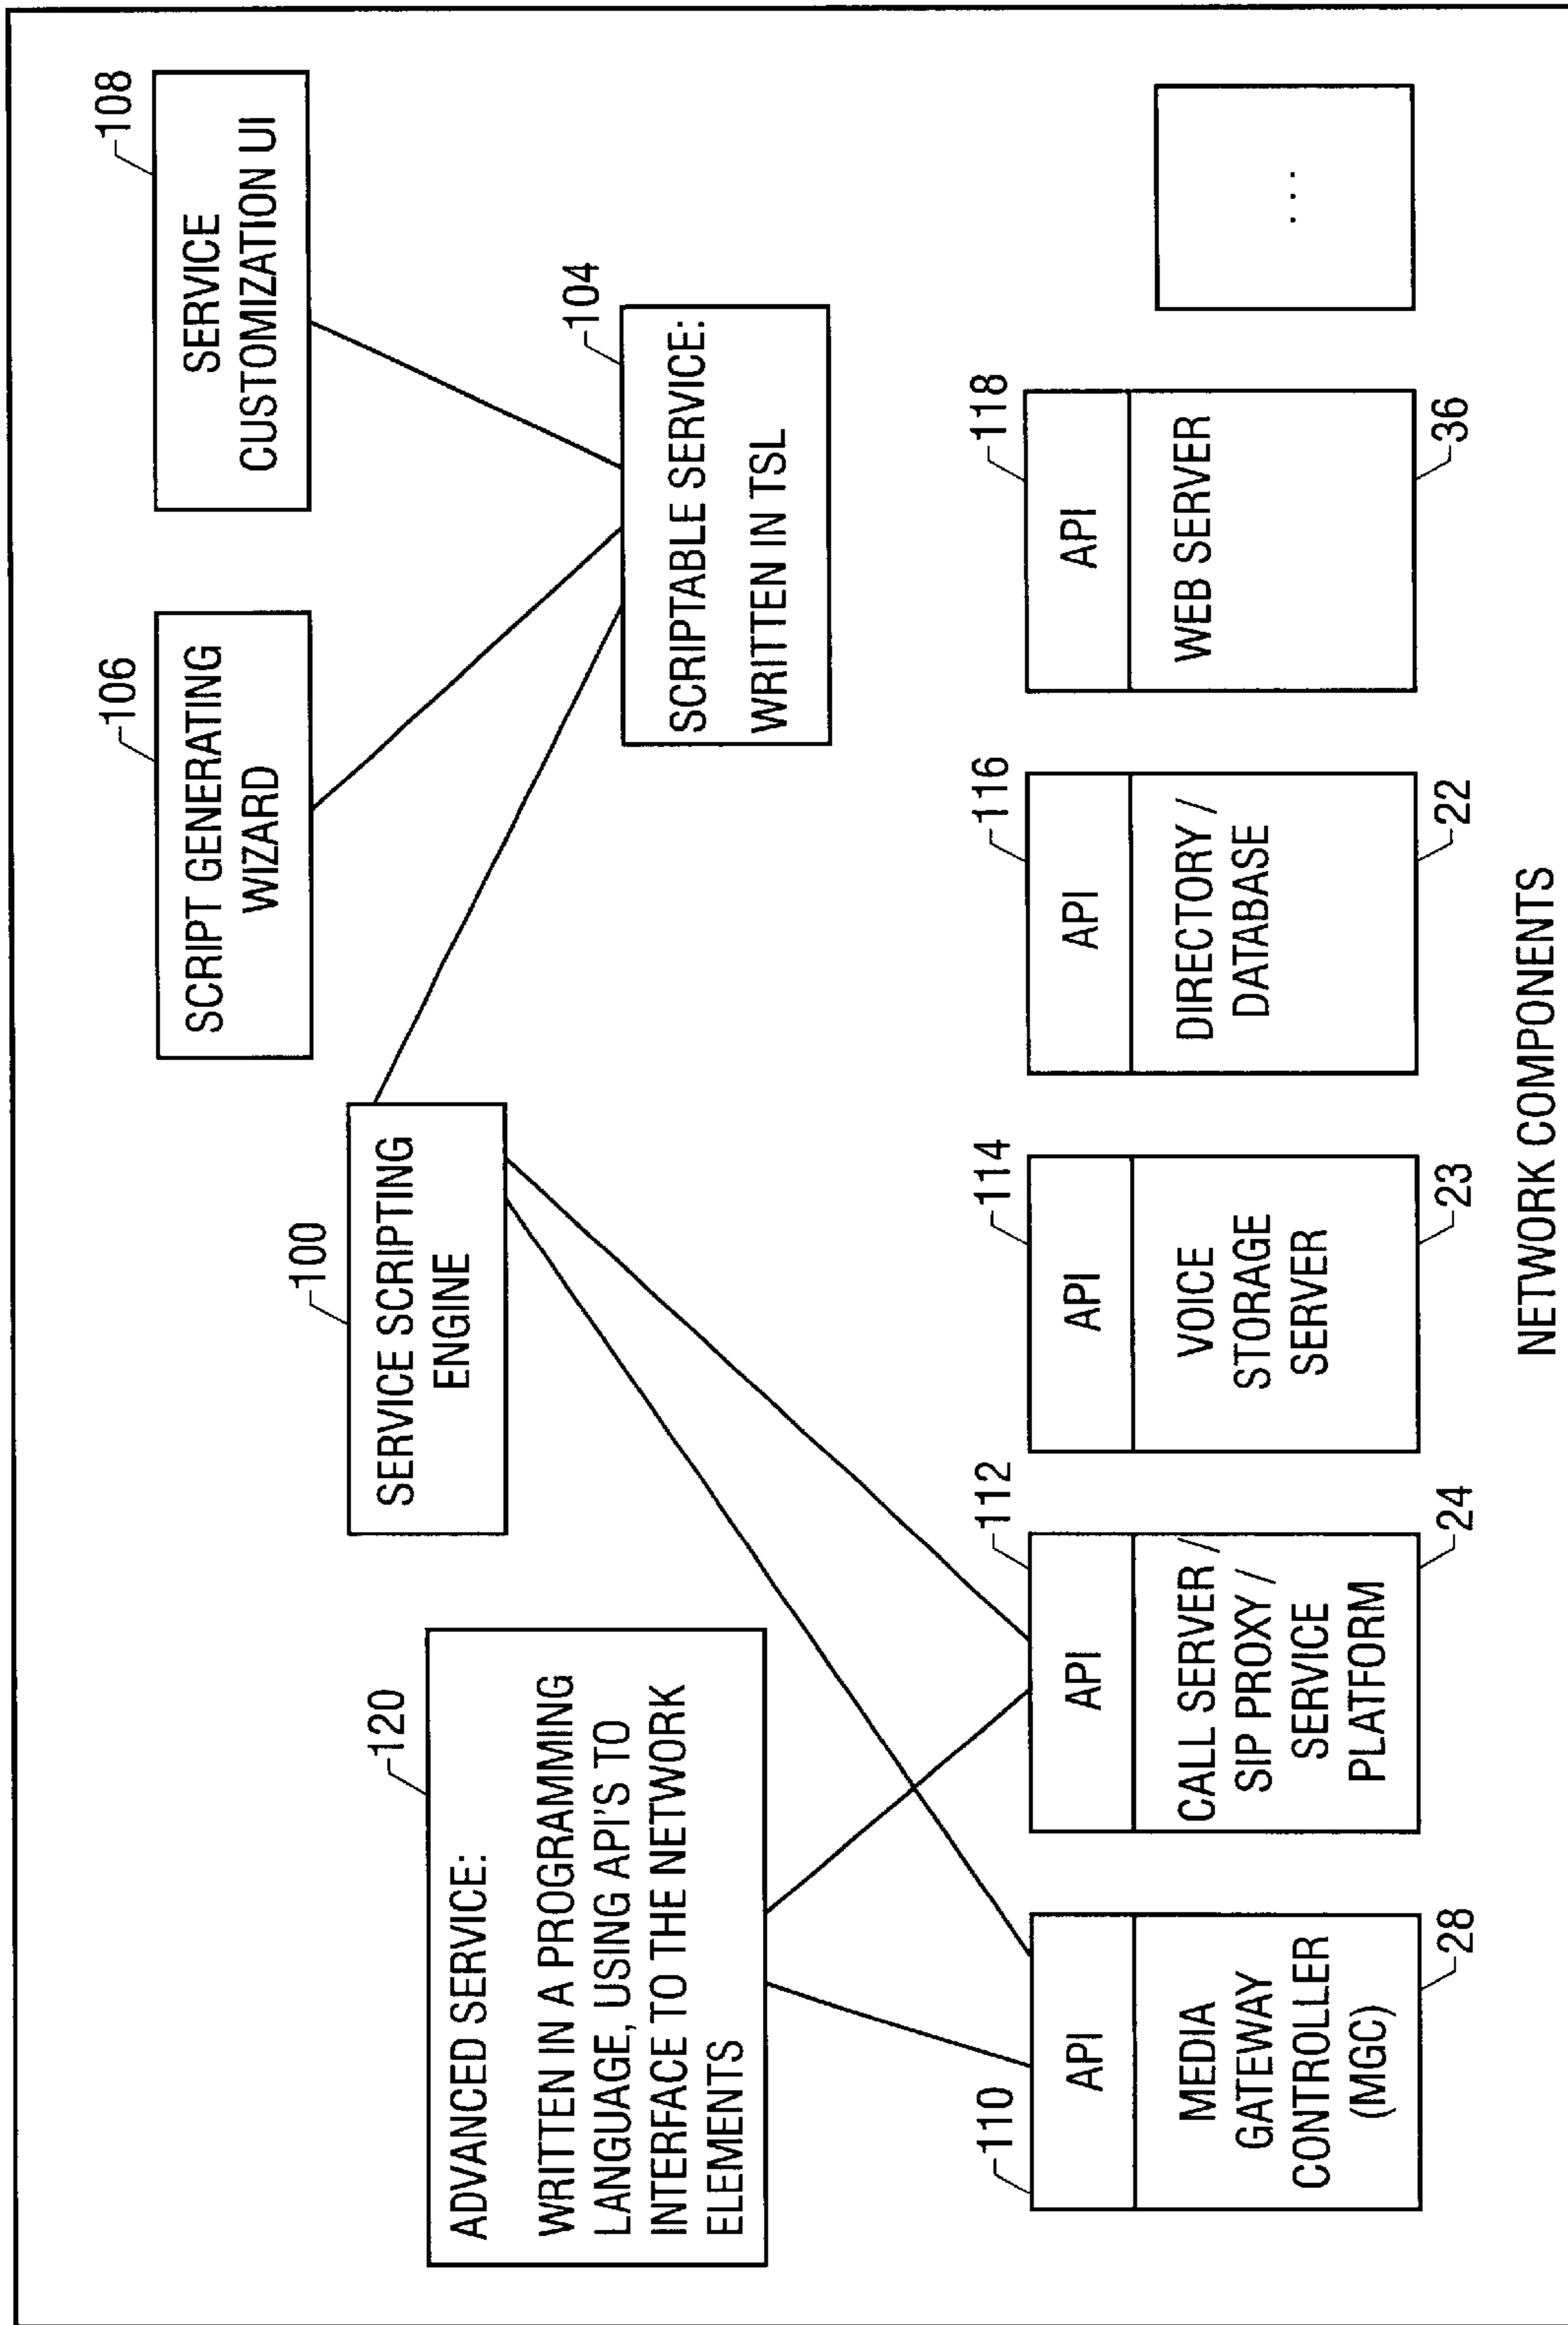 108
SERVICE
CUSTOMIZATION UI
106
SCRIPT GENERATING
WIZARD
100
SERVICE SCRIPTING
ENGINE
104
SCRIPTABLE SERVICE:
WRITTEN IN TSL
120
ADVANCED SERVICE:
WRITTEN IN A PROGRAMMING
LANGUAGE, USING API'S TO
INTERFACE TO THE NETWORK
ELEMENTS
110
API
MEDIA
GATEWAY
CONTROLLER
(MGC)
28
112
API
CALL SERVER /
SIP PROXY /
SERVICE
PLATFORM
24
114
API
VOICE
STORAGE
SERVER
23
116
API
DIRECTORY /
DATABASE
22
118
API
WEB SERVER
36
...
NETWORK COMPONENTS